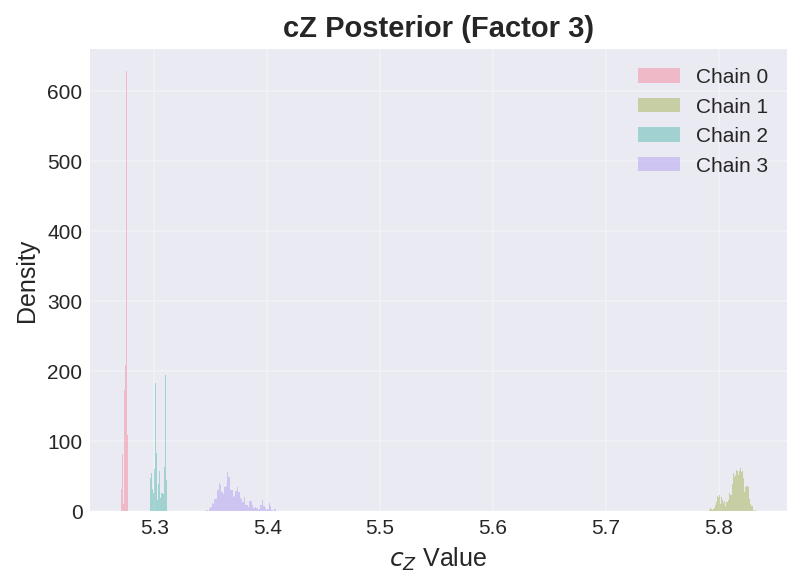 cZ Posterior (Factor 3)
Chain 0
Chain 1
Chain 2
Chain 3
Density
600
500
400
300
200
100
0
5.3 5.4 5.5 5.6 5.7 5.8
c_Z Value